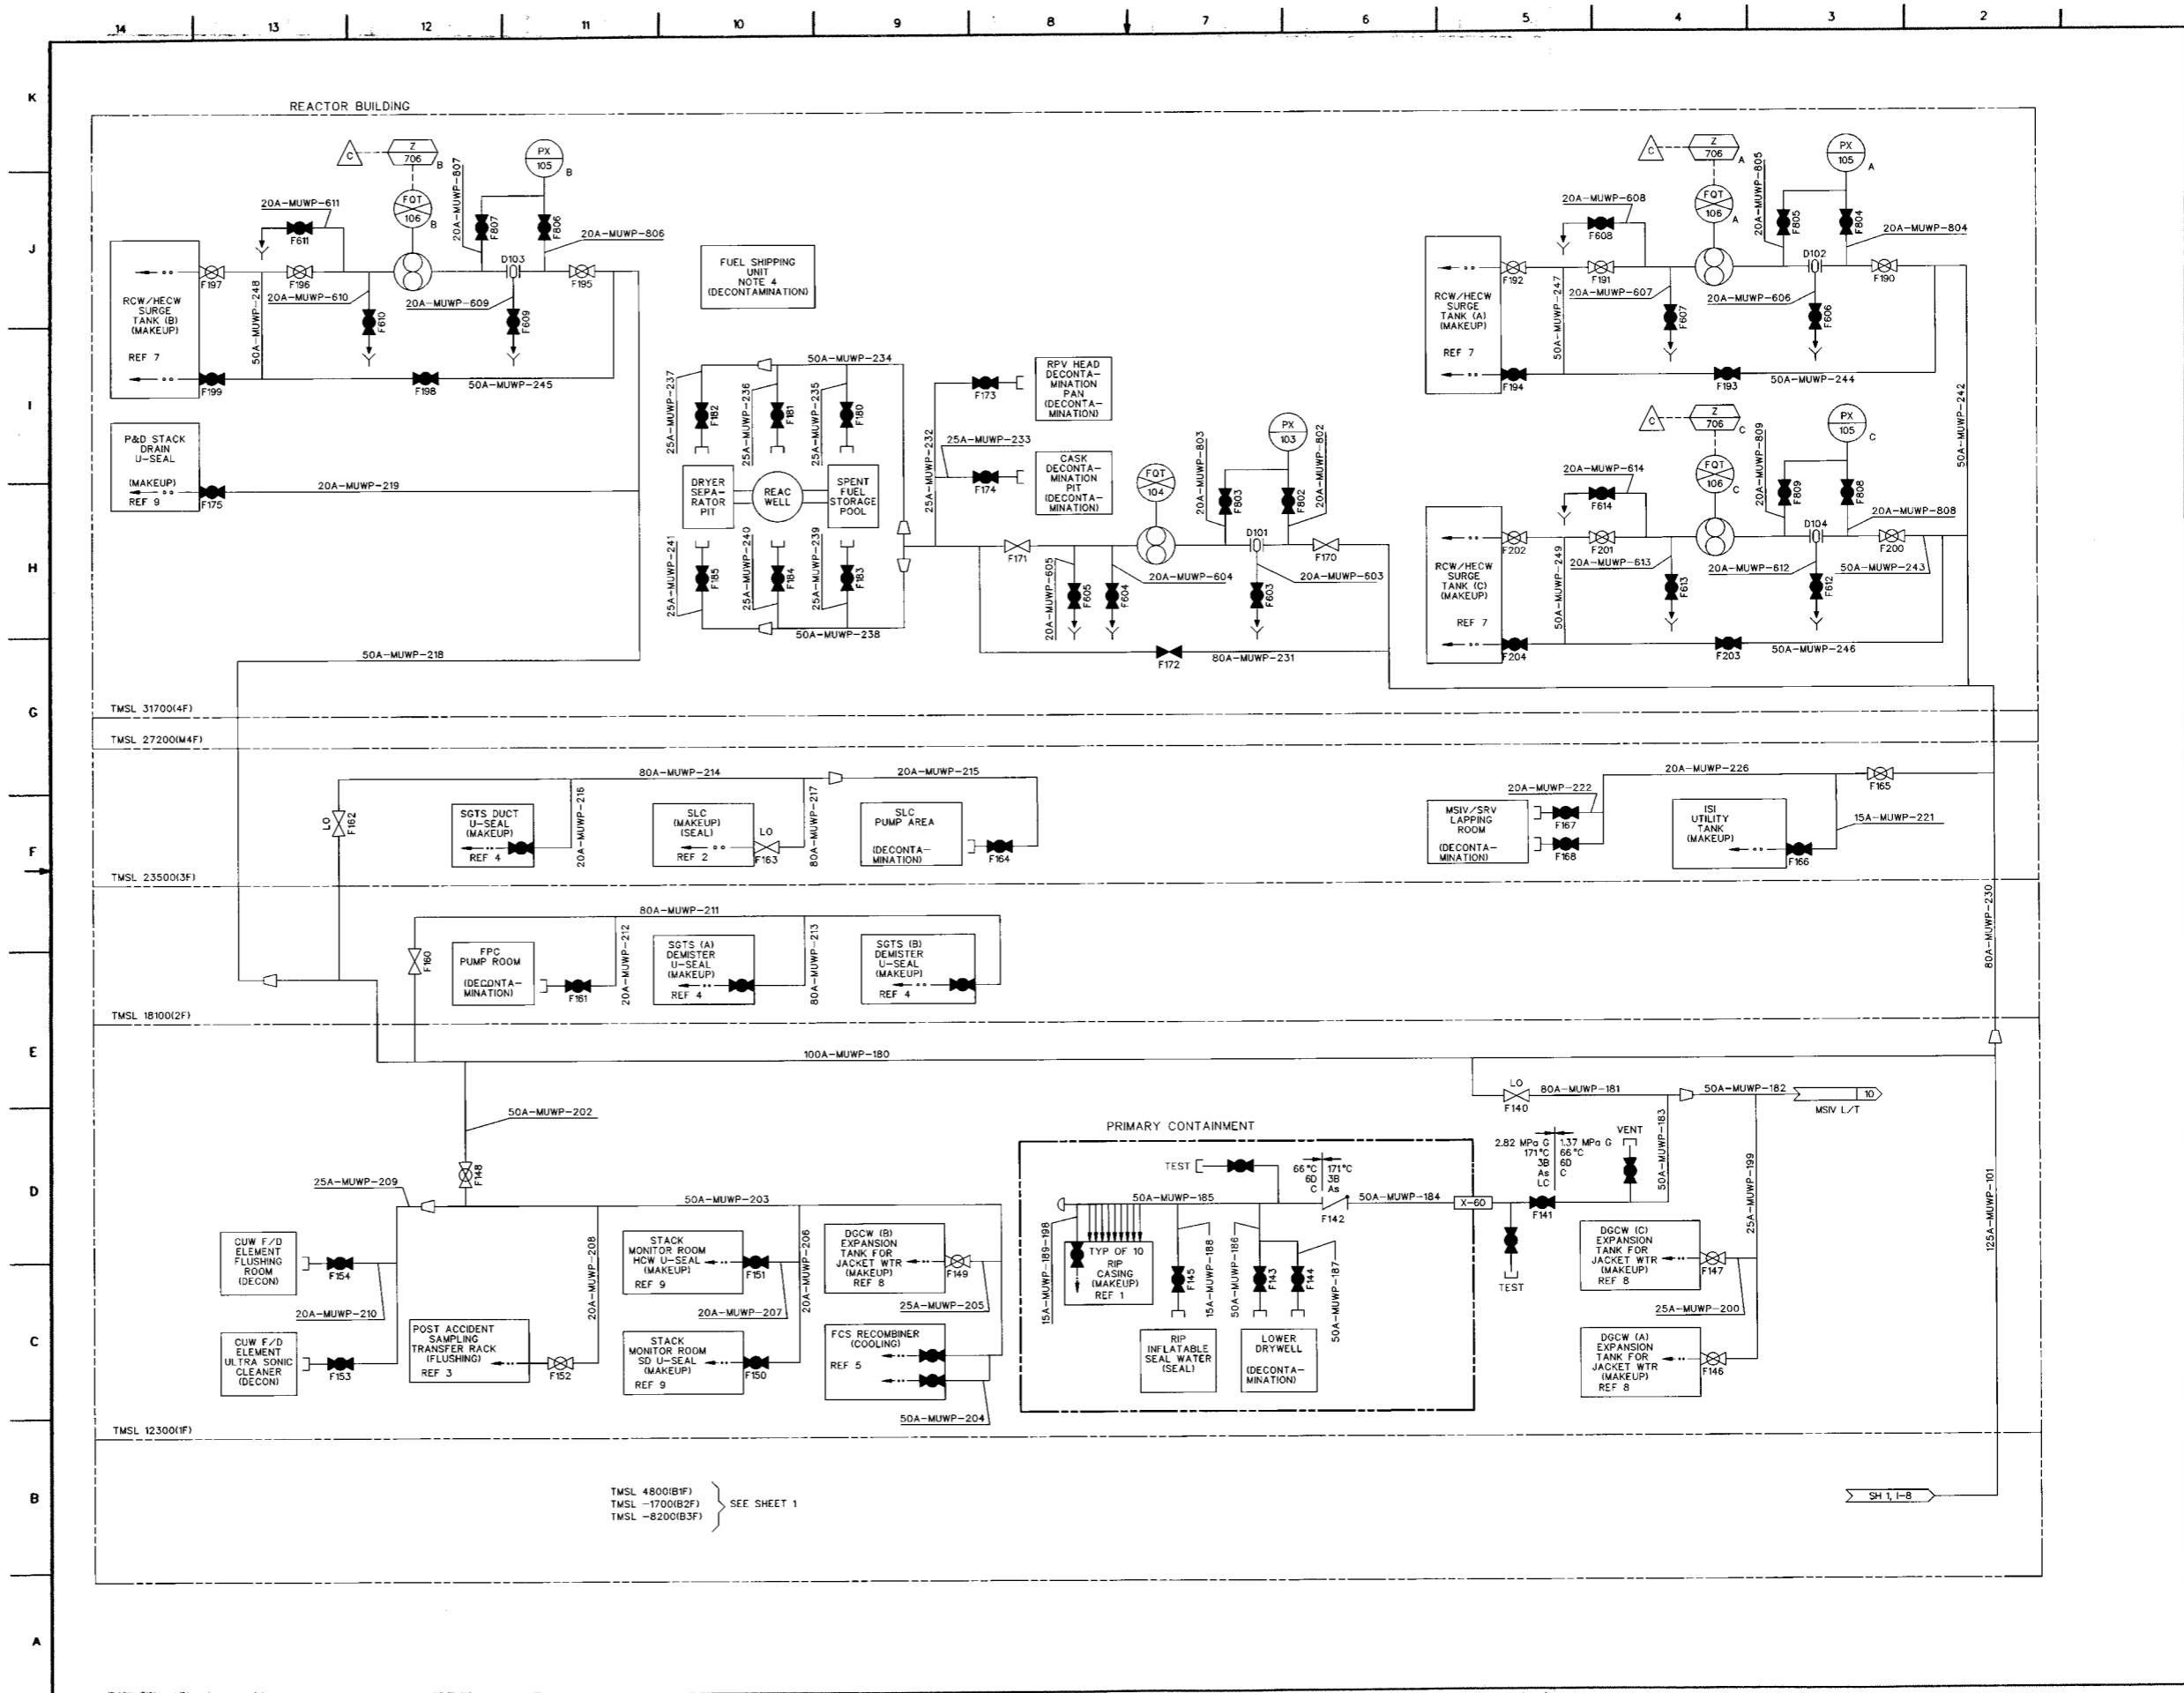 14 13 12 11 10 9 8 7 6 5 4 3 2
K
REACTOR BUILDING
C
Z
706
B
PX
105
B
20A-MUWP-807
FQT
106
B
20A-MUWP-611
F611
F807
F806
20A-MUWP-806
J
RCW/HECW
SURGE
TANK (B)
(MAKEUP)
REF 7
F197
F196
D103
F195
50A-MUWP-248
20A-MUWP-610
F610
20A-MUWP-609
F609
F199
F198
50A-MUWP-245
FUEL SHIPPING
UNIT
NOTE 4
(DECONTAMINATION)
C
Z
706
A
PX
105
A
20A-MUWP-805
FQT
106
A
20A-MUWP-608
F608
F805
F804
20A-MUWP-804
RCW/HECW
SURGE
TANK (A)
(MAKEUP)
REF 7
F192
F191
D102
F190
50A-MUWP-247
20A-MUWP-607
F607
20A-MUWP-606
F606
F194
F193
50A-MUWP-244
50A-MUWP-242
I
P&D STACK
DRAIN
U-SEAL
(MAKEUP)
REF 9
F175
20A-MUWP-219
50A-MUWP-234
25A-MUWP-237
F182
25A-MUWP-236
F181
25A-MUWP-235
F180
DRYER
SEPA-
RATOR
PIT
REAC
WELL
SPENT
FUEL
STORAGE
POOL
25A-MUWP-241
F185
25A-MUWP-240
F184
25A-MUWP-239
F183
50A-MUWP-238
25A-MUWP-232
F173
RPV HEAD
DECONTA-
MINATION
PAN
(DECONTA-
MINATION)
25A-MUWP-233
F174
CASK
DECONTA-
MINATION
PIT
(DECONTA-
MINATION)
PX
103
20A-MUWP-803
20A-MUWP-802
FQT
104
F803
F802
F171
D101
F170
20A-MUWP-605
F605
20A-MUWP-604
F604
20A-MUWP-603
F603
F172
80A-MUWP-231
C
Z
706
C
PX
105
C
20A-MUWP-809
FQT
106
C
20A-MUWP-614
F614
F809
F808
20A-MUWP-808
H
RCW/HECW
SURGE
TANK (C)
(MAKEUP)
REF 7
F202
F201
D104
F200
50A-MUWP-249
20A-MUWP-613
F613
20A-MUWP-612
F612
50A-MUWP-243
F204
F203
50A-MUWP-246
50A-MUWP-218
G
TMSL 31700(4F)
TMSL 27200(M4F)
LO
F162
80A-MUWP-214
20A-MUWP-216
80A-MUWP-217
20A-MUWP-215
SGTS DUCT
U-SEAL
(MAKEUP)
REF 4
SLC
(MAKEUP)
(SEAL)
REF 2
LO
F163
SLC
PUMP AREA
(DECONTA-
MINATION)
F164
20A-MUWP-226
F165
20A-MUWP-222
MSIV/SRV
LAPPING
ROOM
(DECONTA-
MINATION)
F167
F168
ISI
UTILITY
TANK
(MAKEUP)
F166
15A-MUWP-221
F
TMSL 23500(3F)
80A-MUWP-230
80A-MUWP-211
F160
FPC
PUMP ROOM
(DECONTA-
MINATION)
F161
20A-MUWP-212
SGTS (A)
DEMISTER
U-SEAL
(MAKEUP)
REF 4
80A-MUWP-213
SGTS (B)
DEMISTER
U-SEAL
(MAKEUP)
REF 4
TMSL 18100(2F)
E
100A-MUWP-180
50A-MUWP-202
LO
F140
80A-MUWP-181
50A-MUWP-182
10
MSIV L/T
F148
PRIMARY CONTAINMENT
D
25A-MUWP-209
50A-MUWP-203
TEST
66°C
6D
C
171°C
3B
As
50A-MUWP-185
F142
50A-MUWP-184
X-60
2.82 MPa G
171°C
3B
As
LC
1.37 MPa G
66°C
6D
C
F141
VENT
50A-MUWP-183
25A-MUWP-199
125A-MUWP-101
CUW F/D
ELEMENT
FLUSHING
ROOM
(DECON)
F154
20A-MUWP-210
CUW F/D
ELEMENT
ULTRA SONIC
CLEANER
(DECON)
F153
POST ACCIDENT
SAMPLING
TRANSFER RACK
(FLUSHING)
REF 3
F152
20A-MUWP-208
STACK
MONITOR ROOM
HCW U-SEAL
(MAKEUP)
REF 9
F151
20A-MUWP-207
20A-MUWP-206
STACK
MONITOR ROOM
SD U-SEAL
(MAKEUP)
REF 9
F150
DGCW (B)
EXPANSION
TANK FOR
JACKET WTR
(MAKEUP)
REF 8
F149
25A-MUWP-205
FCS RECOMBINER
(COOLING)
REF 5
50A-MUWP-204
15A-MUWP-189-198
TYP OF 10
RIP
CASING
(MAKEUP)
REF 1
F145
15A-MUWP-188
50A-MUWP-186
F143
F144
50A-MUWP-187
RIP
INFLATABLE
SEAL WATER
(SEAL)
LOWER
DRYWELL
(DECONTA-
MINATION)
TEST
DGCW (C)
EXPANSION
TANK FOR
JACKET WTR
(MAKEUP)
REF 8
F147
25A-MUWP-200
DGCW (A)
EXPANSION
TANK FOR
JACKET WTR
(MAKEUP)
REF 8
F146
C
TMSL 12300(1F)
B
TMSL 4800(B1F)
TMSL -1700(B2F)
TMSL -8200(B3F)
SEE SHEET 1
SH 1, I-8
A